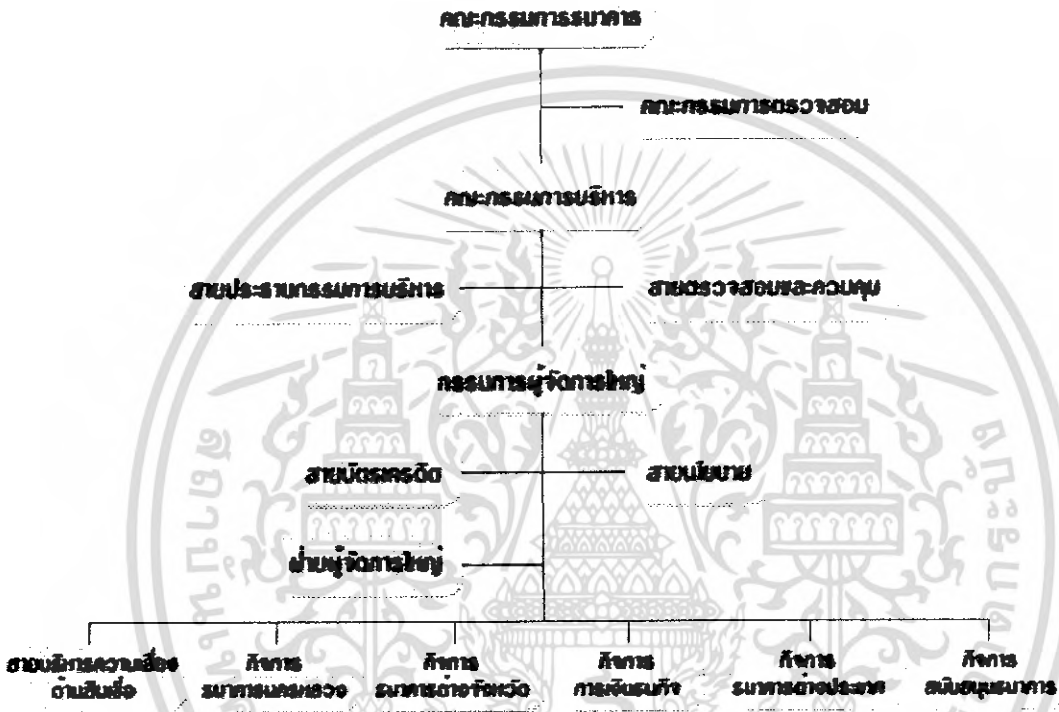 คณะกรรมการธนาคาร
คณะกรรมการตรวจสอบ
คณะกรรมการบริหาร
สายประธานกรรมการบริหาร
สายตรวจสอบและควบคุม
กรรมการผู้จัดการใหญ่
สายบัตรเครดิต
สายนโยบาย
ฝ่ายผู้จัดการใหญ่
สายบริหารความเสี่ยง
ด้านสินเชื่อ
กิจการ
ธนาคารนครหลวง
กิจการ
ธนาคารต่างจังหวัด
กิจการ
การเงินธนกิจ
กิจการ
ธนาคารต่างประเทศ
กิจการ
สนับสนุนธนาคาร